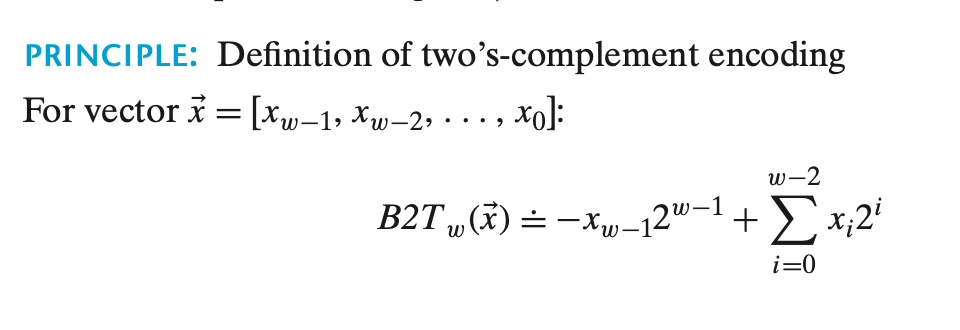 PRINCIPLE: Definition of two’s-complement encoding
For vector x⃗ = [x_{w−1}, x_{w−2}, . . . , x_0]:
B2T_w(x⃗) ≐ −x_{w−1}2^{w−1} + ∑_{i=0}^{w−2} x_i2^i